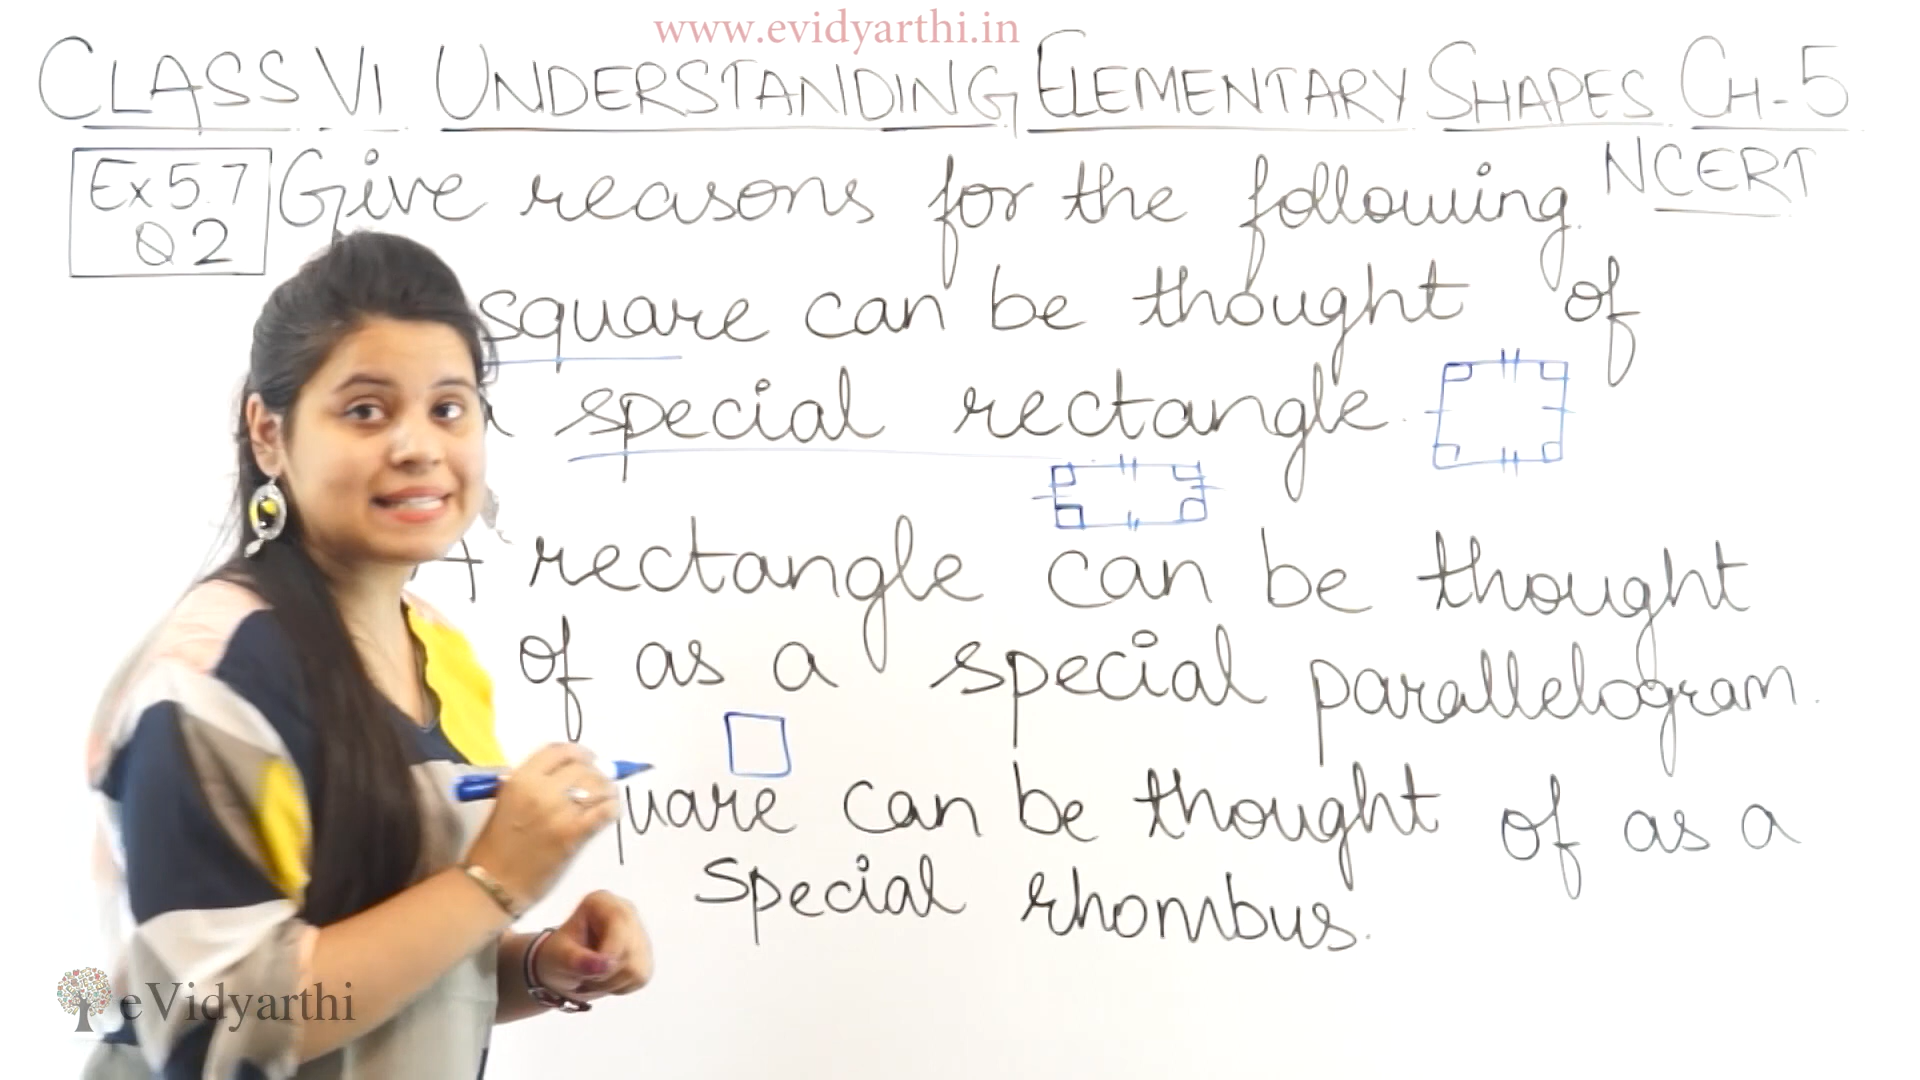 www.evidyarthi.in
CLASS VI UNDERSTANDING ELEMENTARY SHAPES CH-5
NCERT
Ex 5.7
Q2
Give reasons for the following.
square can be thought of
special rectangle.
A rectangle can be thought
of as a special parallelogram.
can be thought of as a
special rhombus.
eVidyarthi